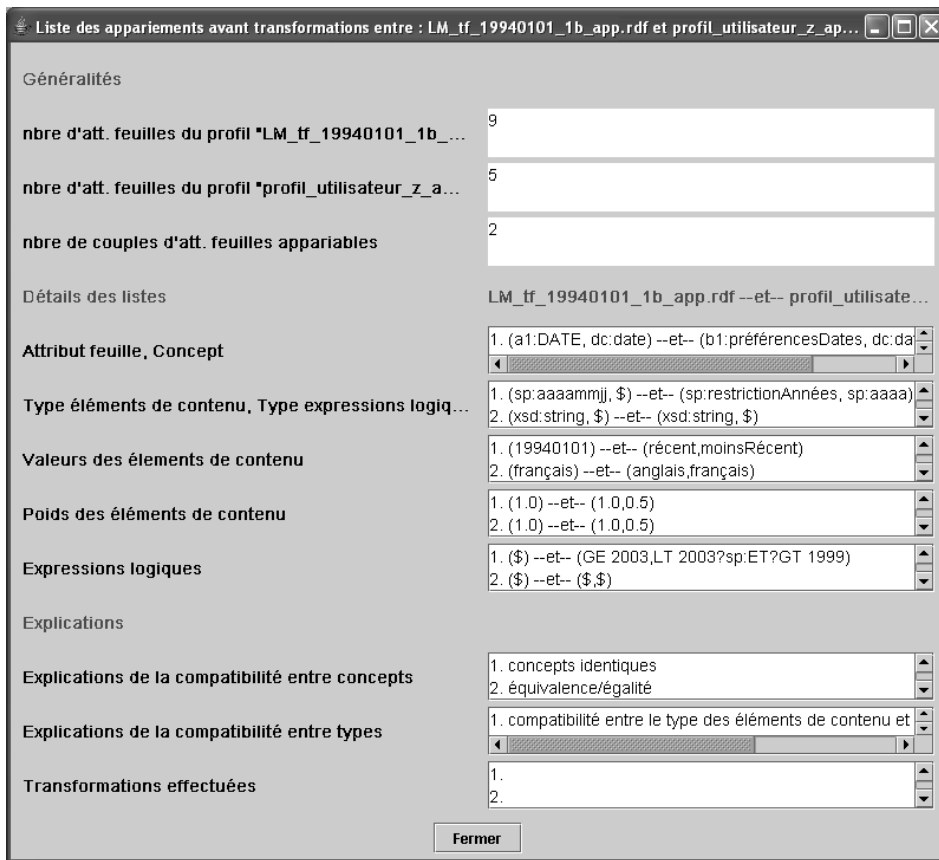 Liste des appariements avant transformations entre : LM_tf_19940101_1b_app.rdf et profil_utilisateur_z_ap...
Généralités
nbre d'att. feuilles du profil "LM_tf_19940101_1b_...
9
nbre d'att. feuilles du profil "profil_utilisateur_z_a...
5
nbre de couples d'att. feuilles appariables
2
Détails des listes
LM_tf_19940101_1b_app.rdf --et-- profil_utilisate...
Attribut feuille, Concept
1. (a1:DATE, dc:date) --et-- (b1:préférencesDates, dc:da
Type éléments de contenu, Type expressions logiq...
1. (sp:aaaammjj, $) --et-- (sp:restrictionAnnées, sp:aaaa)
2. (xsd:string, $) --et-- (xsd:string, $)
Valeurs des élements de contenu
1. (19940101) --et-- (récent,moinsRécent)
2. (français) --et-- (anglais,français)
Poids des éléments de contenu
1. (1.0) --et-- (1.0,0.5)
2. (1.0) --et-- (1.0,0.5)
Expressions logiques
1. ($) --et-- (GE 2003,LT 2003?sp:ET?GT 1999)
2. ($) --et-- ($,$)
Explications
Explications de la compatibilité entre concepts
1. concepts identiques
2. équivalence/égalité
Explications de la compatibilité entre types
1. compatibilité entre le type des éléments de contenu et
Transformations effectuées
1.
2.
Fermer